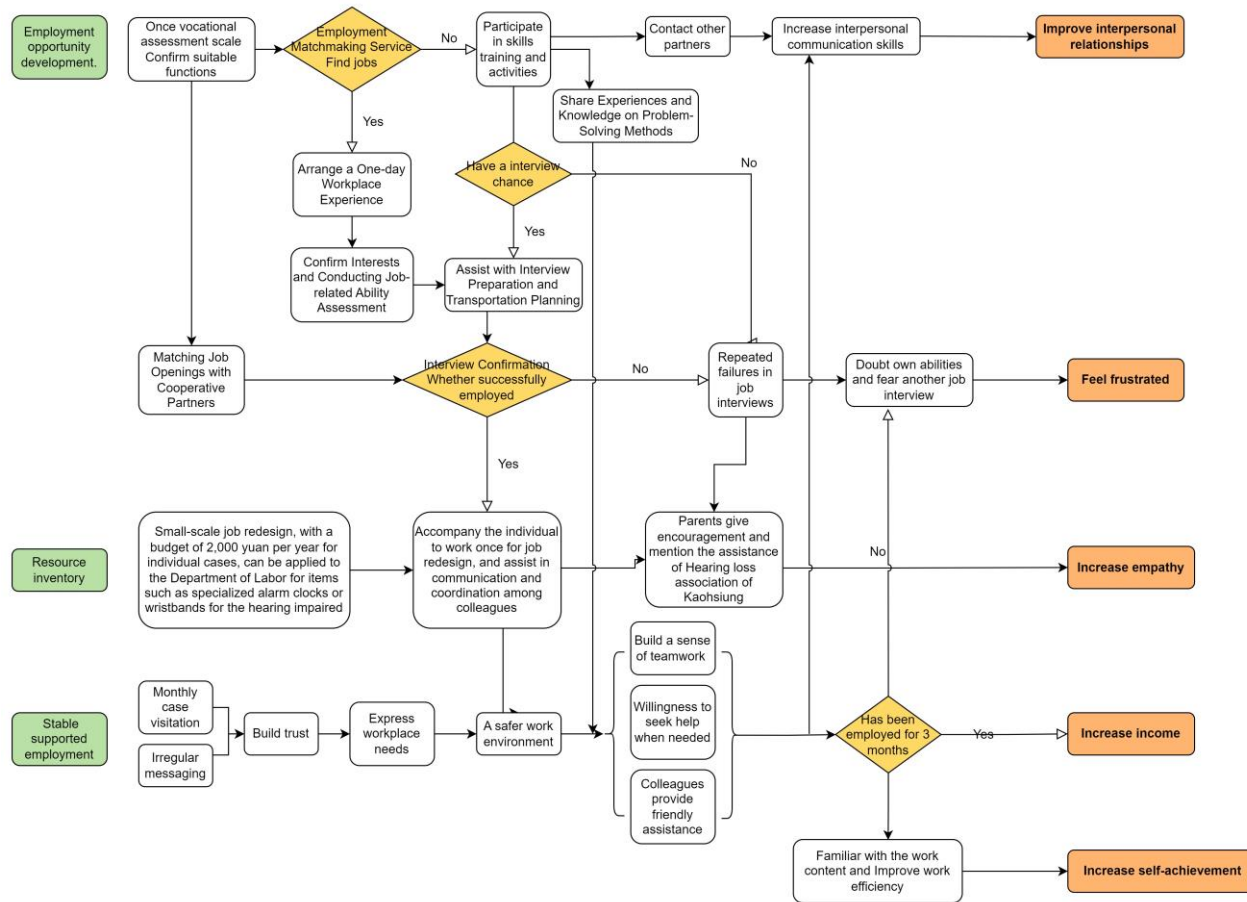 Employment
opportunity
development.
Once vocational
assessment scale
Confirm suitable
functions
Employment
Matchmaking Service
Find jobs
No
Participate
in skills
training and
activities
Contact other
partners
Increase interpersonal
communication skills
Improve interpersonal
relationships
Share Experiences and
Knowledge on Problem-
Solving Methods
Yes
Arrange a One-day
Workplace
Experience
Have a interview
chance
No
Yes
Confirm Interests
and Conducting Job-
related Ability
Assessment
Assist with Interview
Preparation and
Transportation Planning
Matching Job
Openings with
Cooperative
Partners
Interview Confirmation
Whether successfully
employed
No
Repeated
failures in
job
interviews
Doubt own abilities
and fear another job
interview
Feel frustrated
Yes
Resource
inventory
Small-scale job redesign, with a
budget of 2,000 yuan per year for
individual cases, can be applied to
the Department of Labor for items
such as specialized alarm clocks or
wristbands for the hearing impaired
Accompany the individual
to work once for job
redesign, and assist in
communication and
coordination among
colleagues
Parents give
encouragement and
mention the assistance
of Hearing loss
association of
Kaohsiung
No
Increase empathy
Stable
supported
employment
Monthly
case
visitation
Irregular
messaging
Build trust
Express
workplace
needs
A safer work
environment
Build a sense
of teamwork
Willingness to
seek help
when needed
Colleagues
provide
friendly
assistance
Has been
employed for 3
months
Yes
Increase income
Familiar with the work
content and Improve work
efficiency
Increase self-achievement